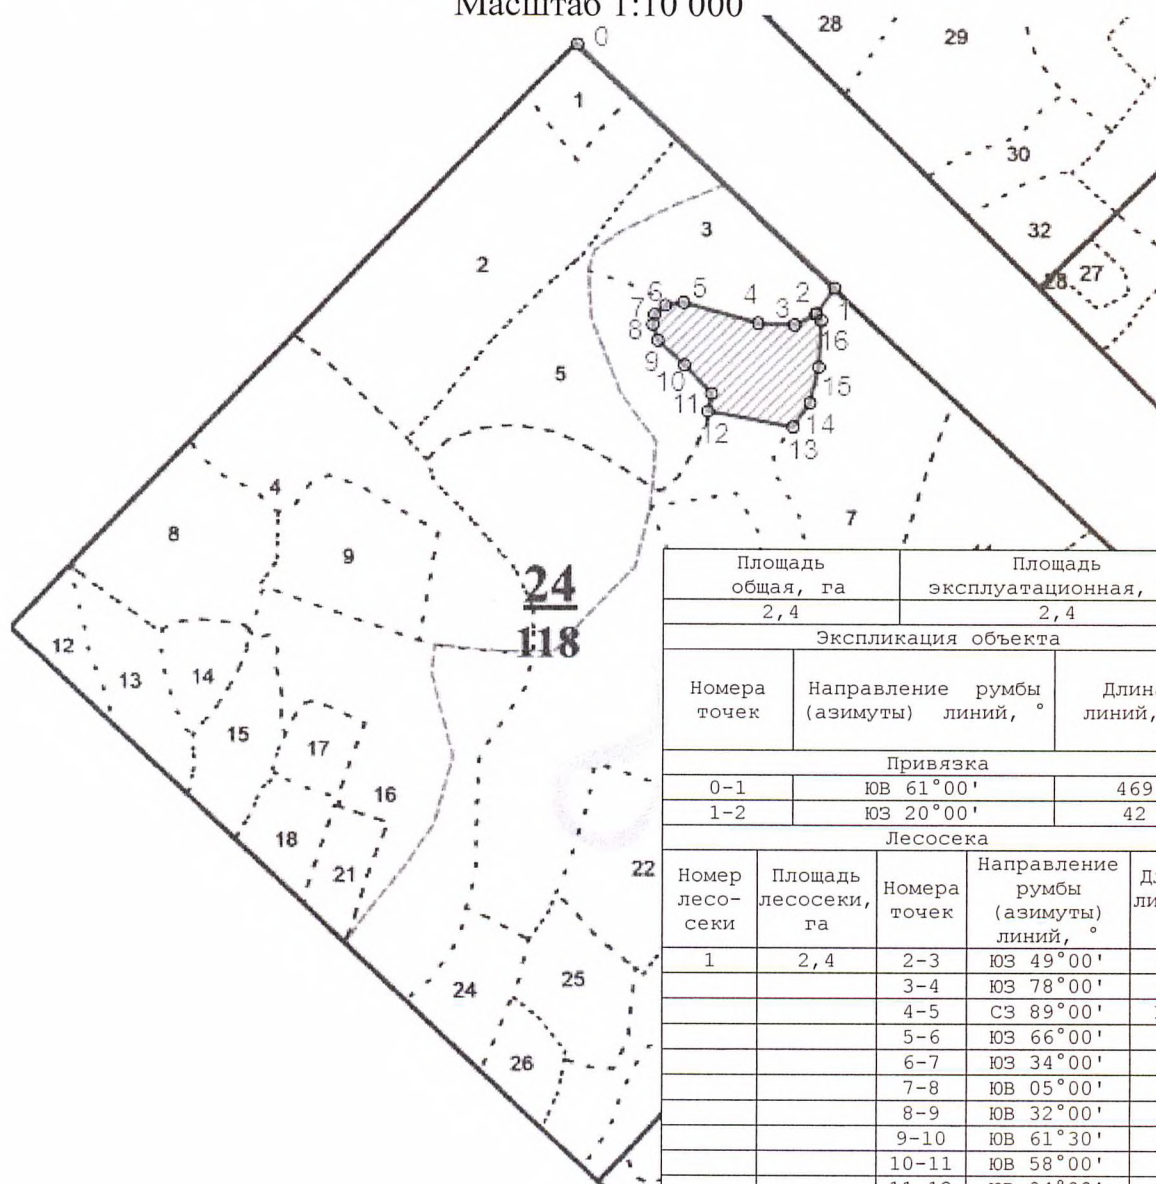 Масштаб 1:10 000
28
29
0
1
30
3
32
2
27
28
6 5
7
4 3 2 1
8
16
9
5
10
15
11
14
12
13
4
7
8
9
24
118
12
13
14
15
17
16
18
21
22
24
25
26
Площадь общая, га
Площадь эксплуатационная,
2,4
2,4
Экспликация объекта
Номера точек
Направление румбы (азимуты) линий, °
Длина линий,
Привязка
0-1 ЮВ 61°00' 469
1-2 ЮЗ 20°00' 42
Лесосека
Номер лесо-секи
Площадь лесосеки, га
Номера точек
Направление румбы (азимуты) линий, °
1 2,4 2-3 ЮЗ 49°00'
3-4 ЮЗ 78°00'
4-5 СЗ 89°00'
5-6 ЮЗ 66°00'
6-7 ЮЗ 34°00'
7-8 ЮВ 05°00'
8-9 ЮВ 32°00'
9-10 ЮВ 61°30'
10-11 ЮВ 58°00'